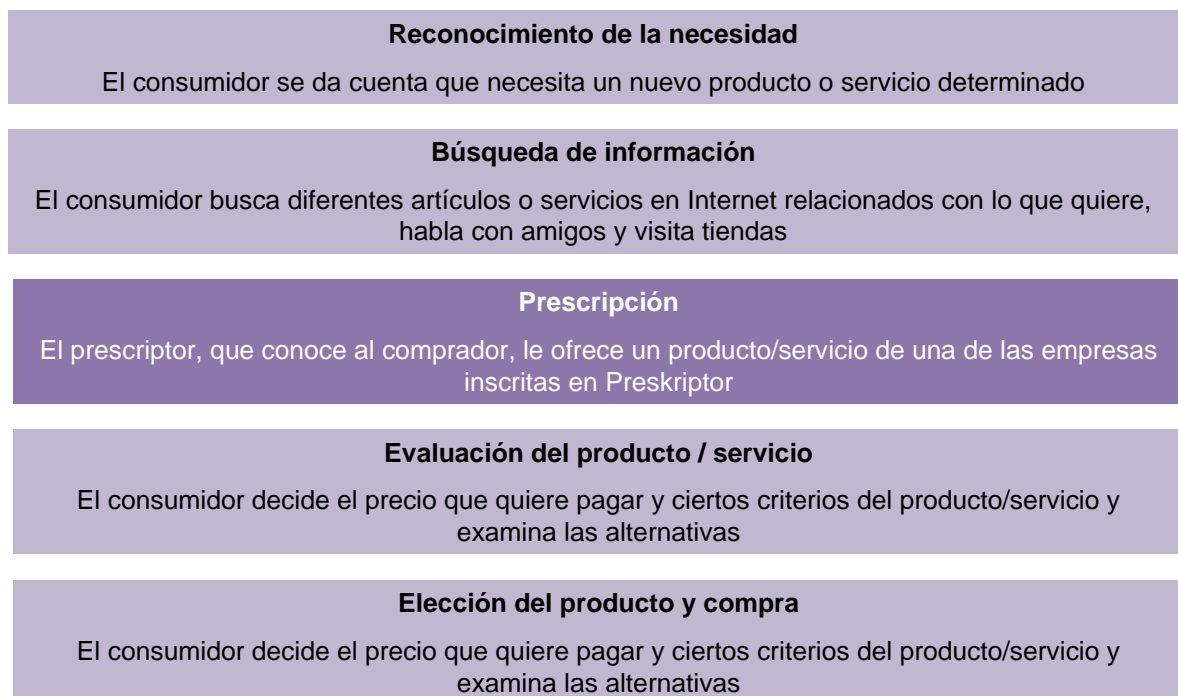 Reconocimiento de la necesidad
El consumidor se da cuenta que necesita un nuevo producto o servicio determinado
Búsqueda de información
El consumidor busca diferentes artículos o servicios en Internet relacionados con lo que quiere,
habla con amigos y visita tiendas
Prescripción
El prescriptor, que conoce al comprador, le ofrece un producto/servicio de una de las empresas
inscritas en Preskriptor
Evaluación del producto / servicio
El consumidor decide el precio que quiere pagar y ciertos criterios del producto/servicio y
examina las alternativas
Elección del producto y compra
El consumidor decide el precio que quiere pagar y ciertos criterios del producto/servicio y
examina las alternativas